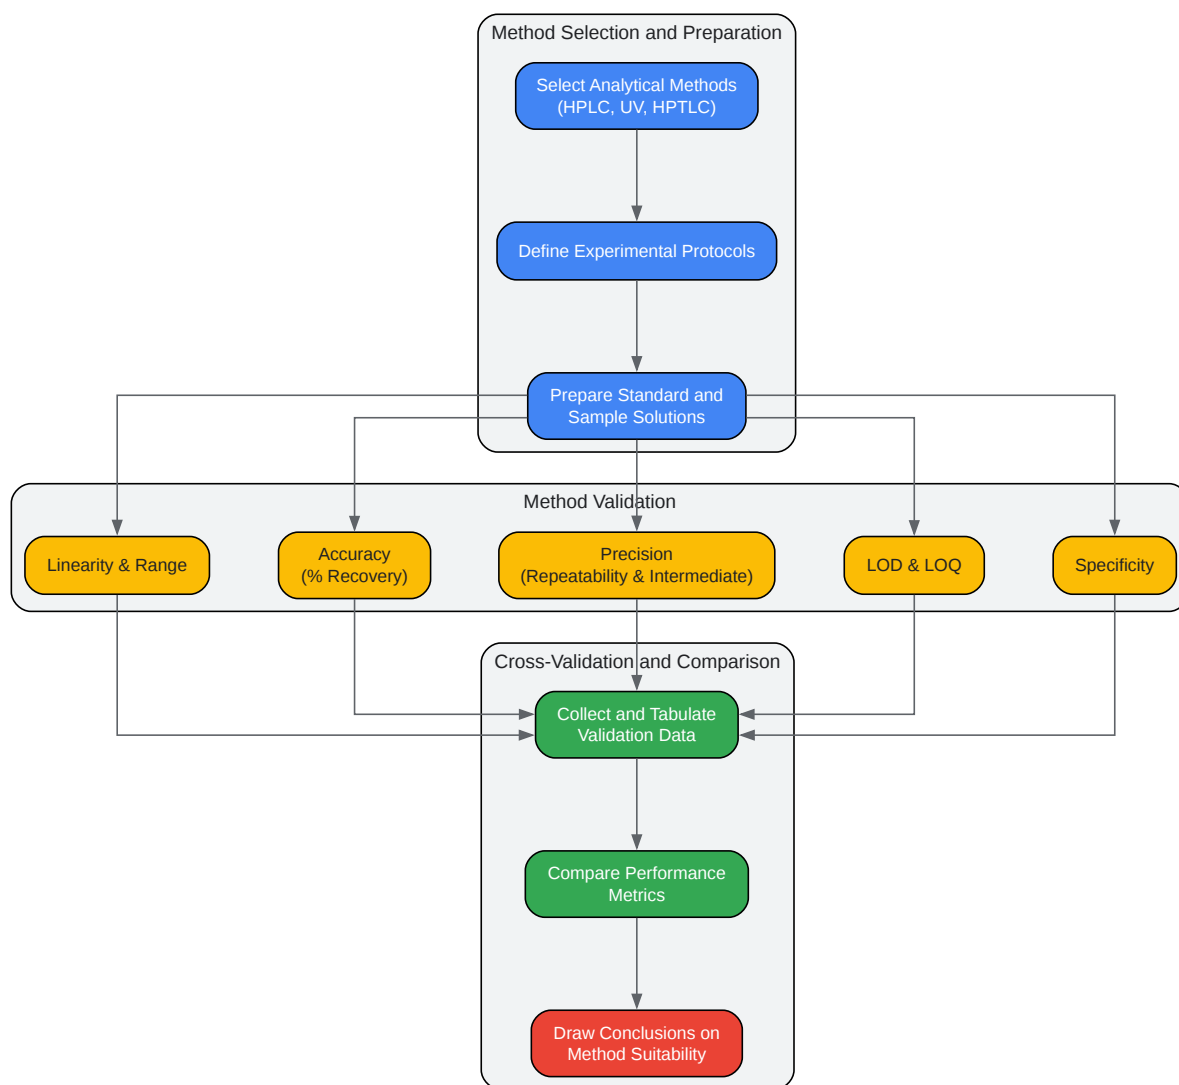 Method Selection and Preparation
Select Analytical Methods
(HPLC, UV, HPTLC)
Define Experimental Protocols
Prepare Standard and
Sample Solutions
Method Validation
Linearity & Range
Accuracy
(% Recovery)
Precision
(Repeatability & Intermediate)
LOD & LOQ
Specificity
Cross-Validation and Comparison
Collect and Tabulate
Validation Data
Compare Performance
Metrics
Draw Conclusions on
Method Suitability